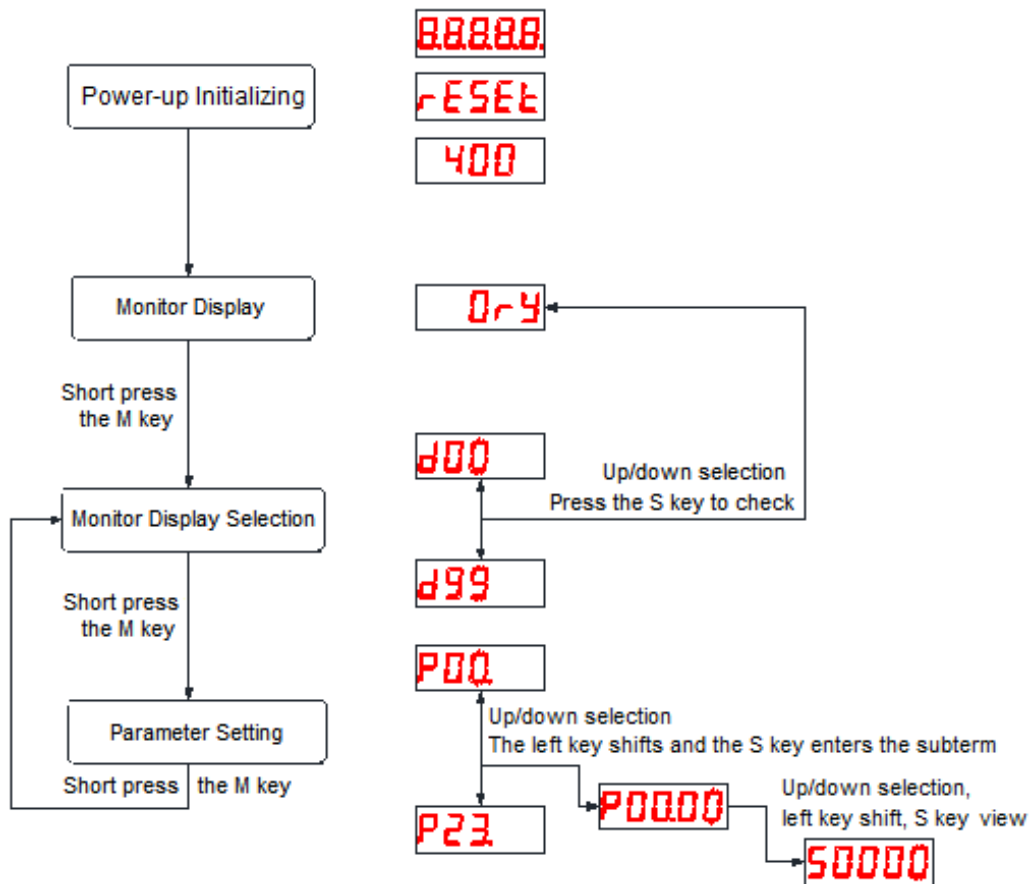 8.8.8.8.8.
Power-up Initializing
rESEt
400
Monitor Display
0ry
Short press
the M key
d00
Up/down selection
Press the S key to check
Monitor Display Selection
d99
Short press
the M key
P00.
Up/down selection
The left key shifts and the S key enters the subterm
Parameter Setting
Short press the M key
P23.
P00.00
Up/down selection,
left key shift, S key view
S0000